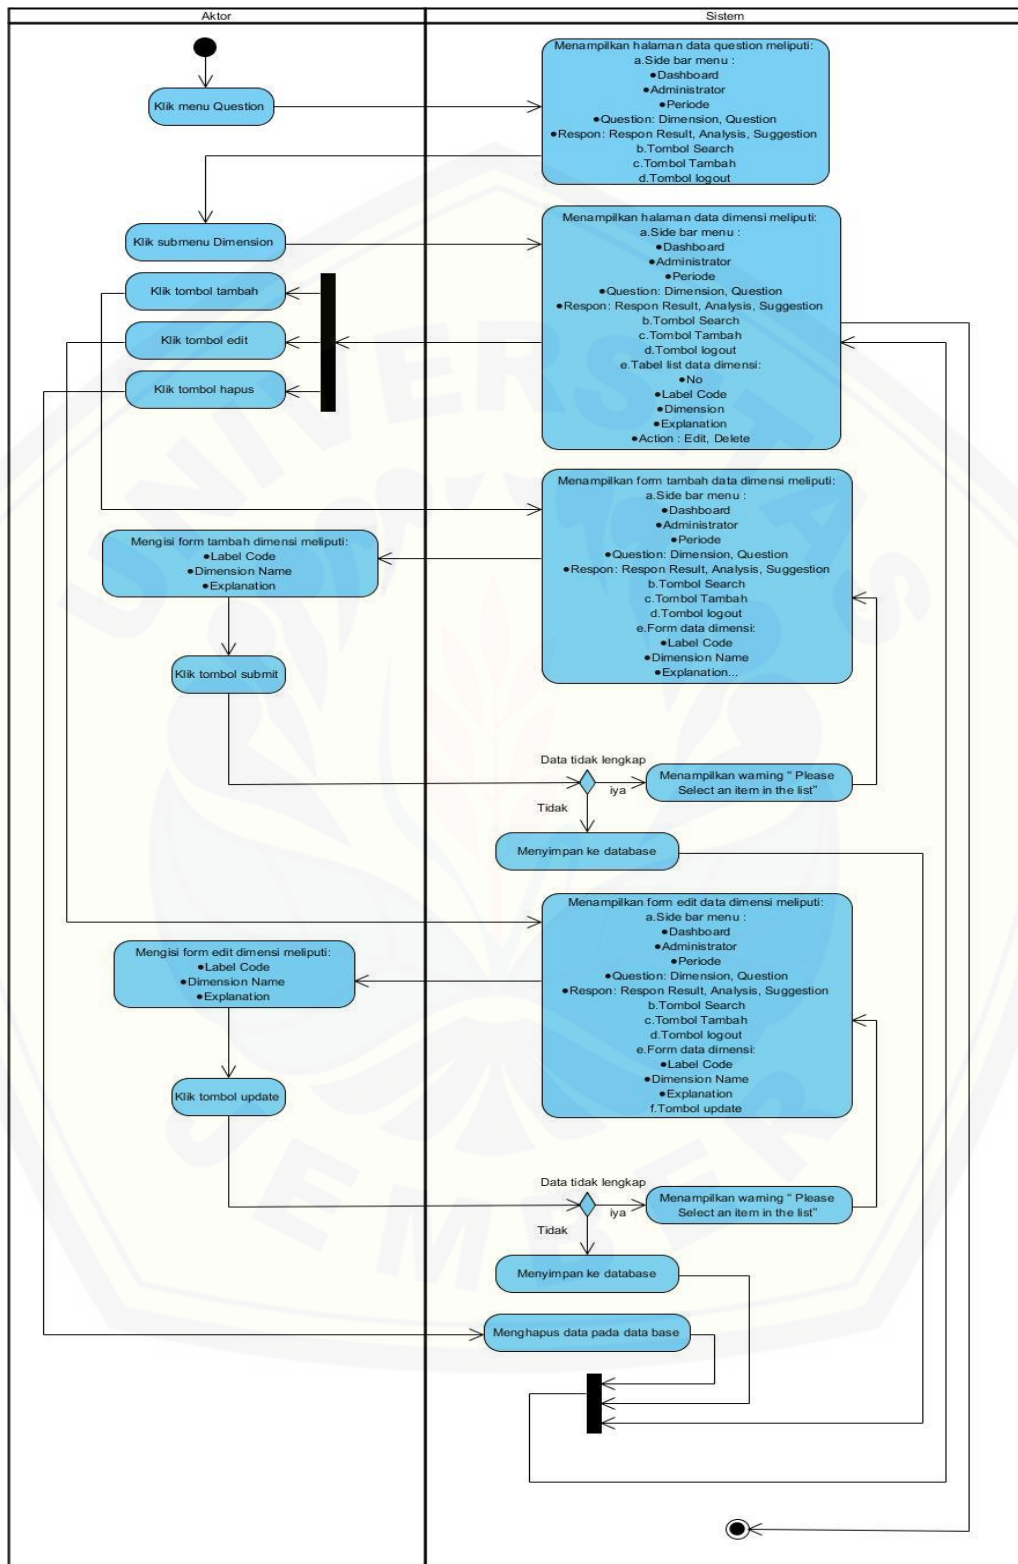 Aktor
Sistem
Klik menu Question
Menampilkan halaman data question meliputi:
a.Side bar menu :
●Dashboard
●Administrator
●Periode
●Question: Dimension, Question
●Respon: Respon Result, Analysis, Suggestion
b.Tombol Search
c.Tombol Tambah
d.Tombol logout
Klik submenu Dimension
Menampilkan halaman data dimensi meliputi:
a.Side bar menu :
●Dashboard
●Administrator
●Periode
●Question: Dimension, Question
●Respon: Respon Result, Analysis, Suggestion
b.Tombol Search
c.Tombol Tambah
d.Tombol logout
e.Tabel list data dimensi:
●No
●Label Code
●Dimension
●Explanation
●Action : Edit, Delete
Klik tombol tambah
Klik tombol edit
Klik tombol hapus
Menampilkan form tambah data dimensi meliputi:
a.Side bar menu :
●Dashboard
●Administrator
●Periode
●Question: Dimension, Question
●Respon: Respon Result, Analysis, Suggestion
b.Tombol Search
c.Tombol Tambah
d.Tombol logout
e.Form data dimensi:
●Label Code
●Dimension Name
●Explanation...
Mengisi form tambah dimensi meliputi:
●Label Code
●Dimension Name
●Explanation
Klik tombol submit
Data tidak lengkap
iya
Tidak
Menampilkan warning " Please
Select an item in the list"
Menyimpan ke database
Menampilkan form edit data dimensi meliputi:
a.Side bar menu :
●Dashboard
●Administrator
●Periode
●Question: Dimension, Question
●Respon: Respon Result, Analysis, Suggestion
b.Tombol Search
c.Tombol Tambah
d.Tombol logout
e.Form data dimensi:
●Label Code
●Dimension Name
●Explanation
f.Tombol update
Mengisi form edit dimensi meliputi:
●Label Code
●Dimension Name
●Explanation
Klik tombol update
Data tidak lengkap
iya
Tidak
Menampilkan warning " Please
Select an item in the list"
Menyimpan ke database
Menghapus data pada data base
UNIVERSITAS
JEMBER